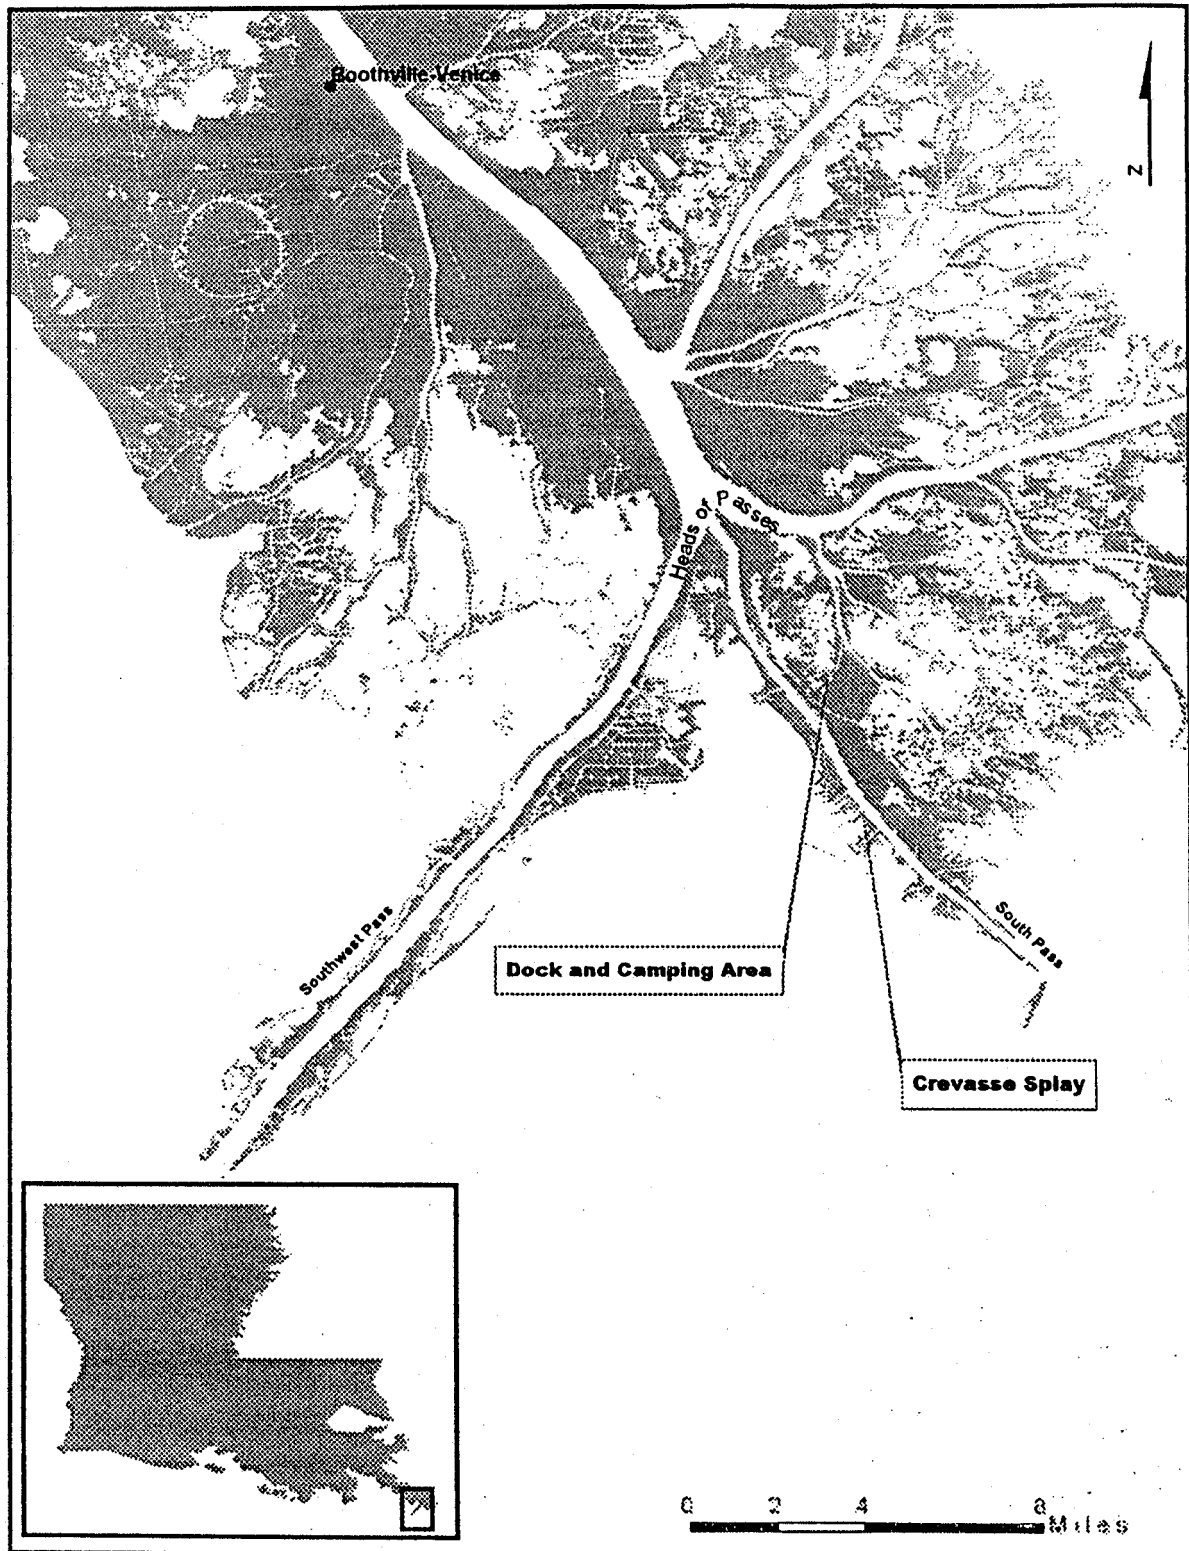 Boothville-Venice
N
Heads of Passes
Southwest Pass
South Pass
Dock and Camping Area
Crevasse Splay
0 2 4 8 Miles